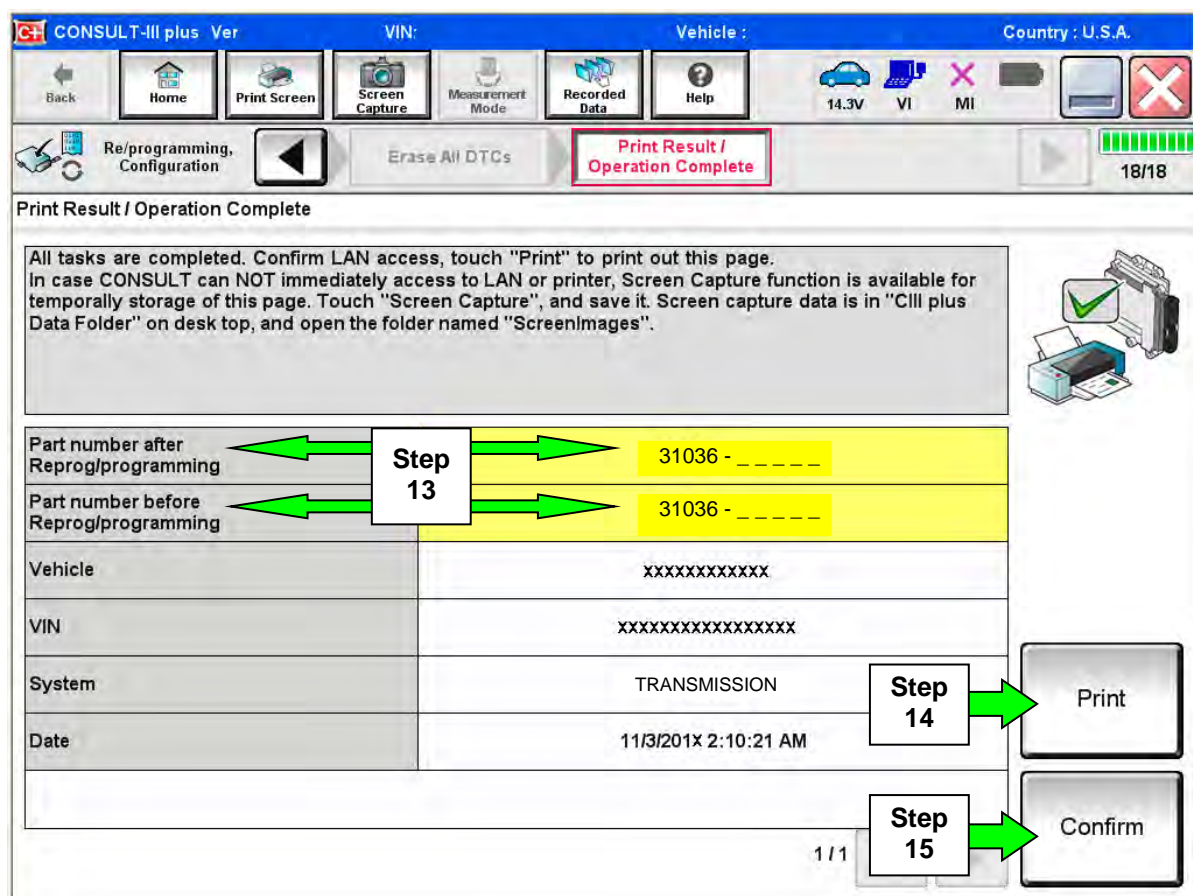 CONSULT-III plus Ver VIN: Vehicle : Country : U.S.A.
Back
Home
Print Screen
Screen
Capture
Measurement
Mode
Recorded
Data
Help
14.3V
VI
MI
Re/programming,
Configuration
Erase All DTCs
Print Result /
Operation Complete
18/18
Print Result / Operation Complete
All tasks are completed. Confirm LAN access, touch "Print" to print out this page.
In case CONSULT can NOT immediately access to LAN or printer, Screen Capture function is available for
temporally storage of this page. Touch "Screen Capture", and save it. Screen capture data is in "CIII plus
Data Folder" on desk top, and open the folder named "ScreenImages".
Part number after
Reprog/programming
Step
13
31036 - _ _ _ _ _
Part number before
Reprog/programming
31036 - _ _ _ _ _
Vehicle
xxxxxxxxxxxx
VIN
xxxxxxxxxxxxxxxxx
System
TRANSMISSION
Step
14
Print
Date
11/3/201X 2:10:21 AM
Step
15
Confirm
1/1